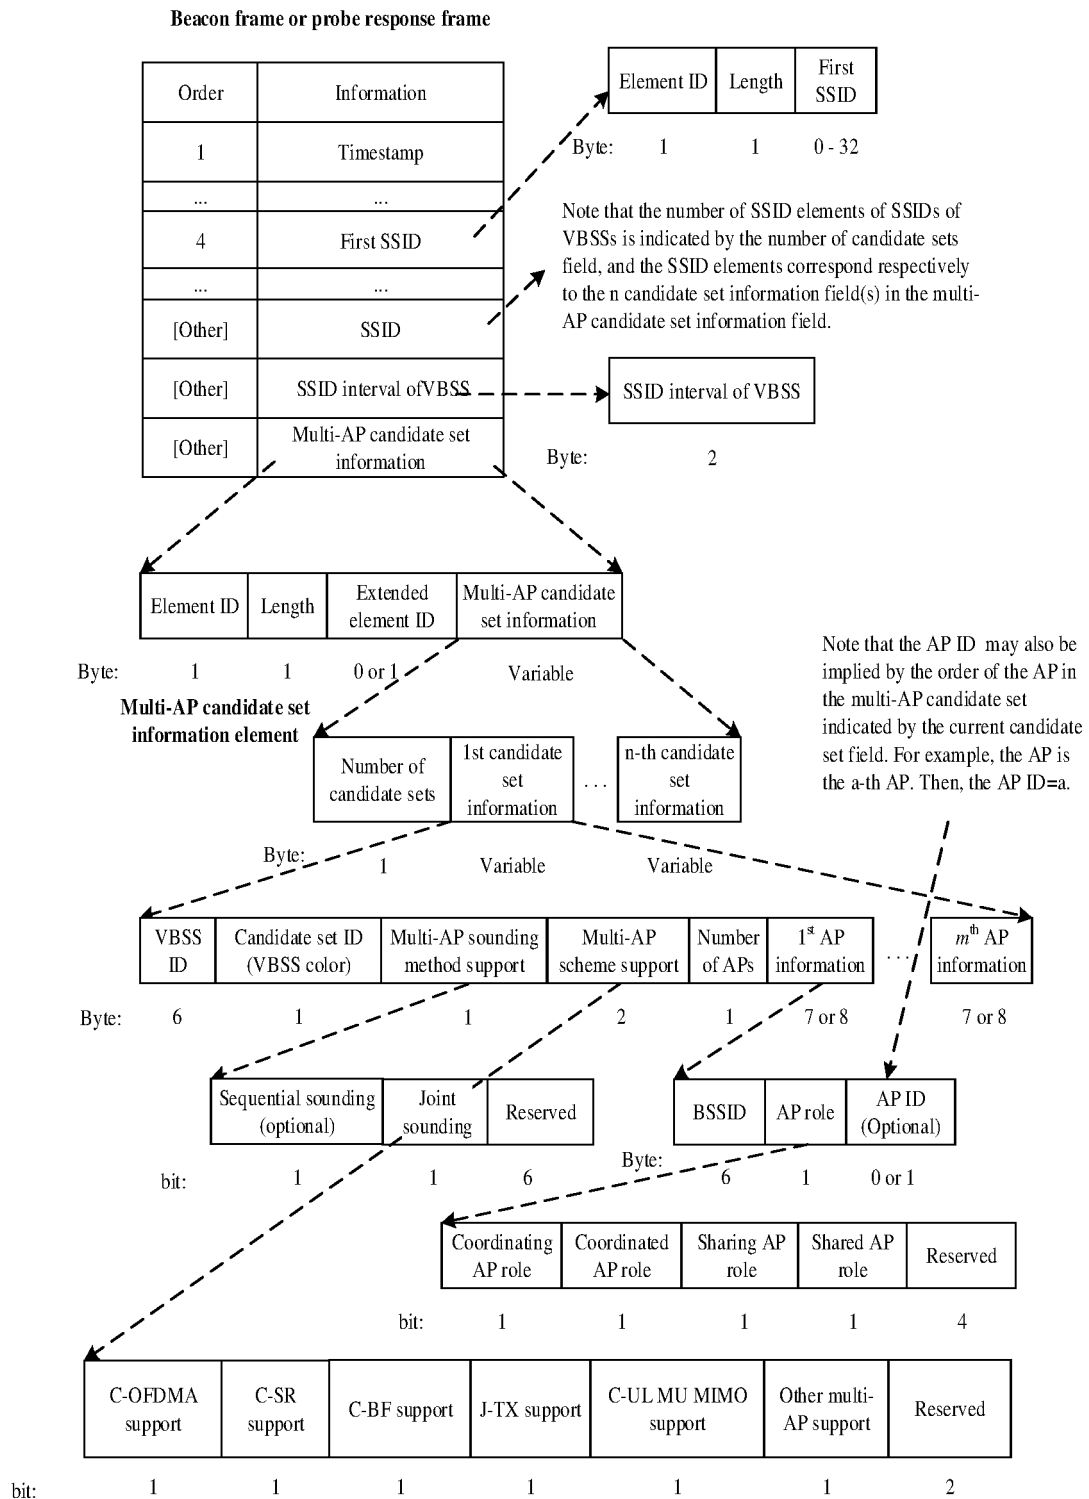 Beacon frame or probe response frame
Order Information
1 Timestamp
... ...
4 First SSID
... ...
[Other] SSID
[Other] SSID interval ofVBSS
[Other] Multi-AP candidate set
information
Element ID Length First
SSID
Byte: 1 1 0 - 32
Note that the number of SSID elements of SSIDs of
VBSSs is indicated by the number of candidate sets
field, and the SSID elements correspond respectively
to the n candidate set information field(s) in the multi-
AP candidate set information field.
SSID interval of VBSS
Byte: 2
Element ID Length Extended
element ID Multi-AP candidate
set information
Byte: 1 1 0 or 1 Variable
Multi-AP candidate set
information element
Note that the AP ID may also be
implied by the order of the AP in
the multi-AP candidate set
indicated by the current candidate
set field. For example, the AP is
the a-th AP. Then, the AP ID=a.
Number of
candidate sets
1st candidate
set
information
. . .
n-th candidate
set
information
Byte: 1 Variable Variable
VBSS
ID
Candidate set ID
(VBSS color)
Multi-AP sounding
method support
Multi-AP
scheme support
Number
of APs
1st AP
information
. . .
mth AP
information
Byte: 6 1 1 2 1 7 or 8 7 or 8
Sequential sounding
(optional)
Joint
sounding
Reserved
bit: 1 1 6
BSSID AP role AP ID
(Optional)
Byte: 6 1 0 or 1
Coordinating
AP role
Coordinated
AP role
Sharing AP
role
Shared AP
role
Reserved
bit: 1 1 1 1 4
C-OFDMA
support
C-SR
support
C-BF support
J-TX support
C-UL MU MIMO
support
Other multi-
AP support
Reserved
bit: 1 1 1 1 1 1 2